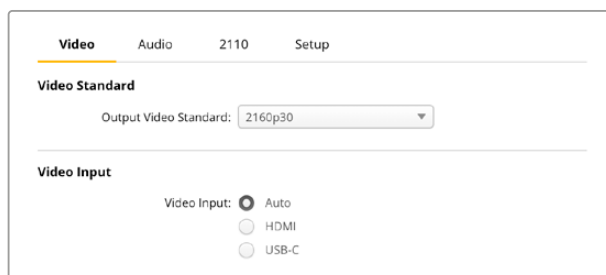 Video Audio 2110 Setup
Video Standard
Output Video Standard: 2160p30
Video Input
Video Input: Auto
HDMI
USB-C